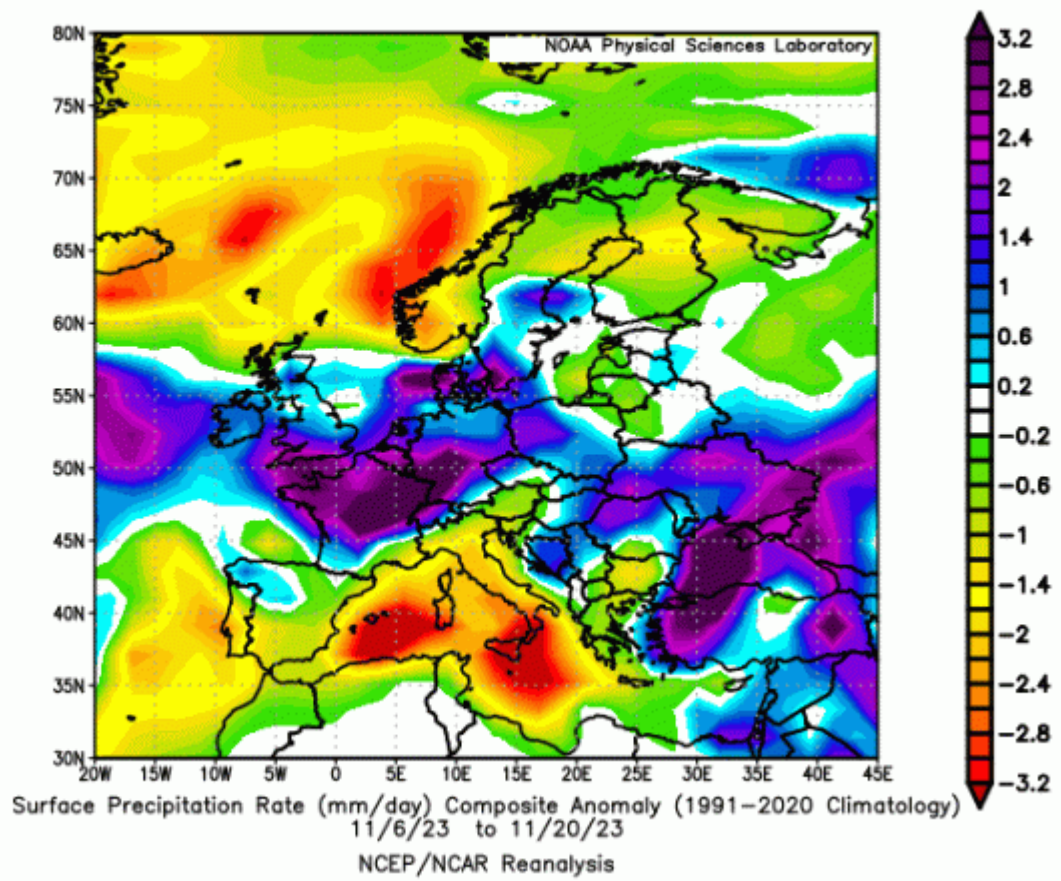 NOAA Physical Sciences Laboratory
80N
75N
70N
65N
60N
55N
50N
45N
40N
35N
30N
20W 15W 10W 5W 0 5E 10E 15E 20E 25E 30E 35E 40E 45E
3.2
2.8
2.4
2
1.4
1
0.6
0.2
−0.2
−0.6
−1
−1.4
−2
−2.4
−2.8
−3.2
Surface Precipitation Rate (mm/day) Composite Anomaly (1991−2020 Climatology)
11/6/23 to 11/20/23
NCEP/NCAR Reanalysis